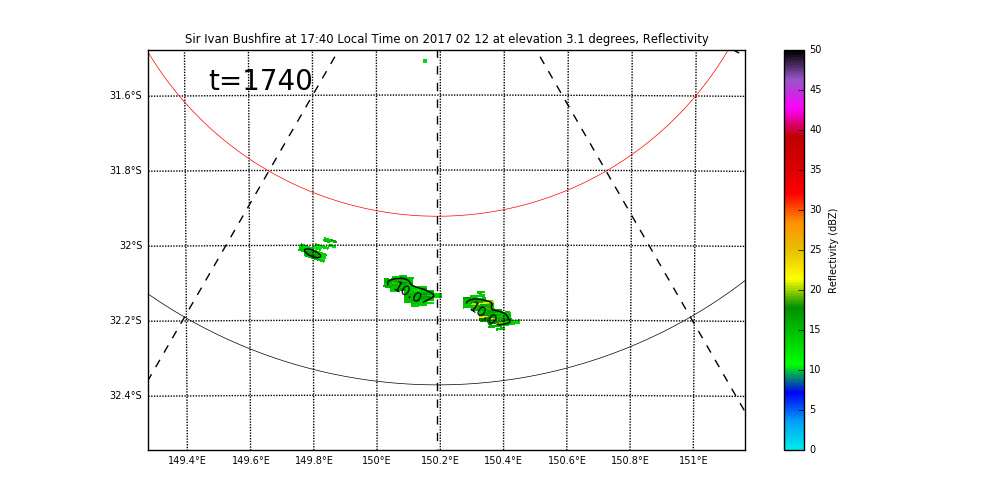 Sir Ivan Bushfire at 17:40 Local Time on 2017 02 12 at elevation 3.1 degrees, Reflectivity
t=1740
31.6°S
31.8°S
32°S
32.2°S
32.4°S
149.4°E
149.6°E
149.8°E
150°E
150.2°E
150.4°E
150.6°E
150.8°E
151°E
10.0
50
45
40
35
30
25
20
15
10
5
0
Reflectivity (dBZ)